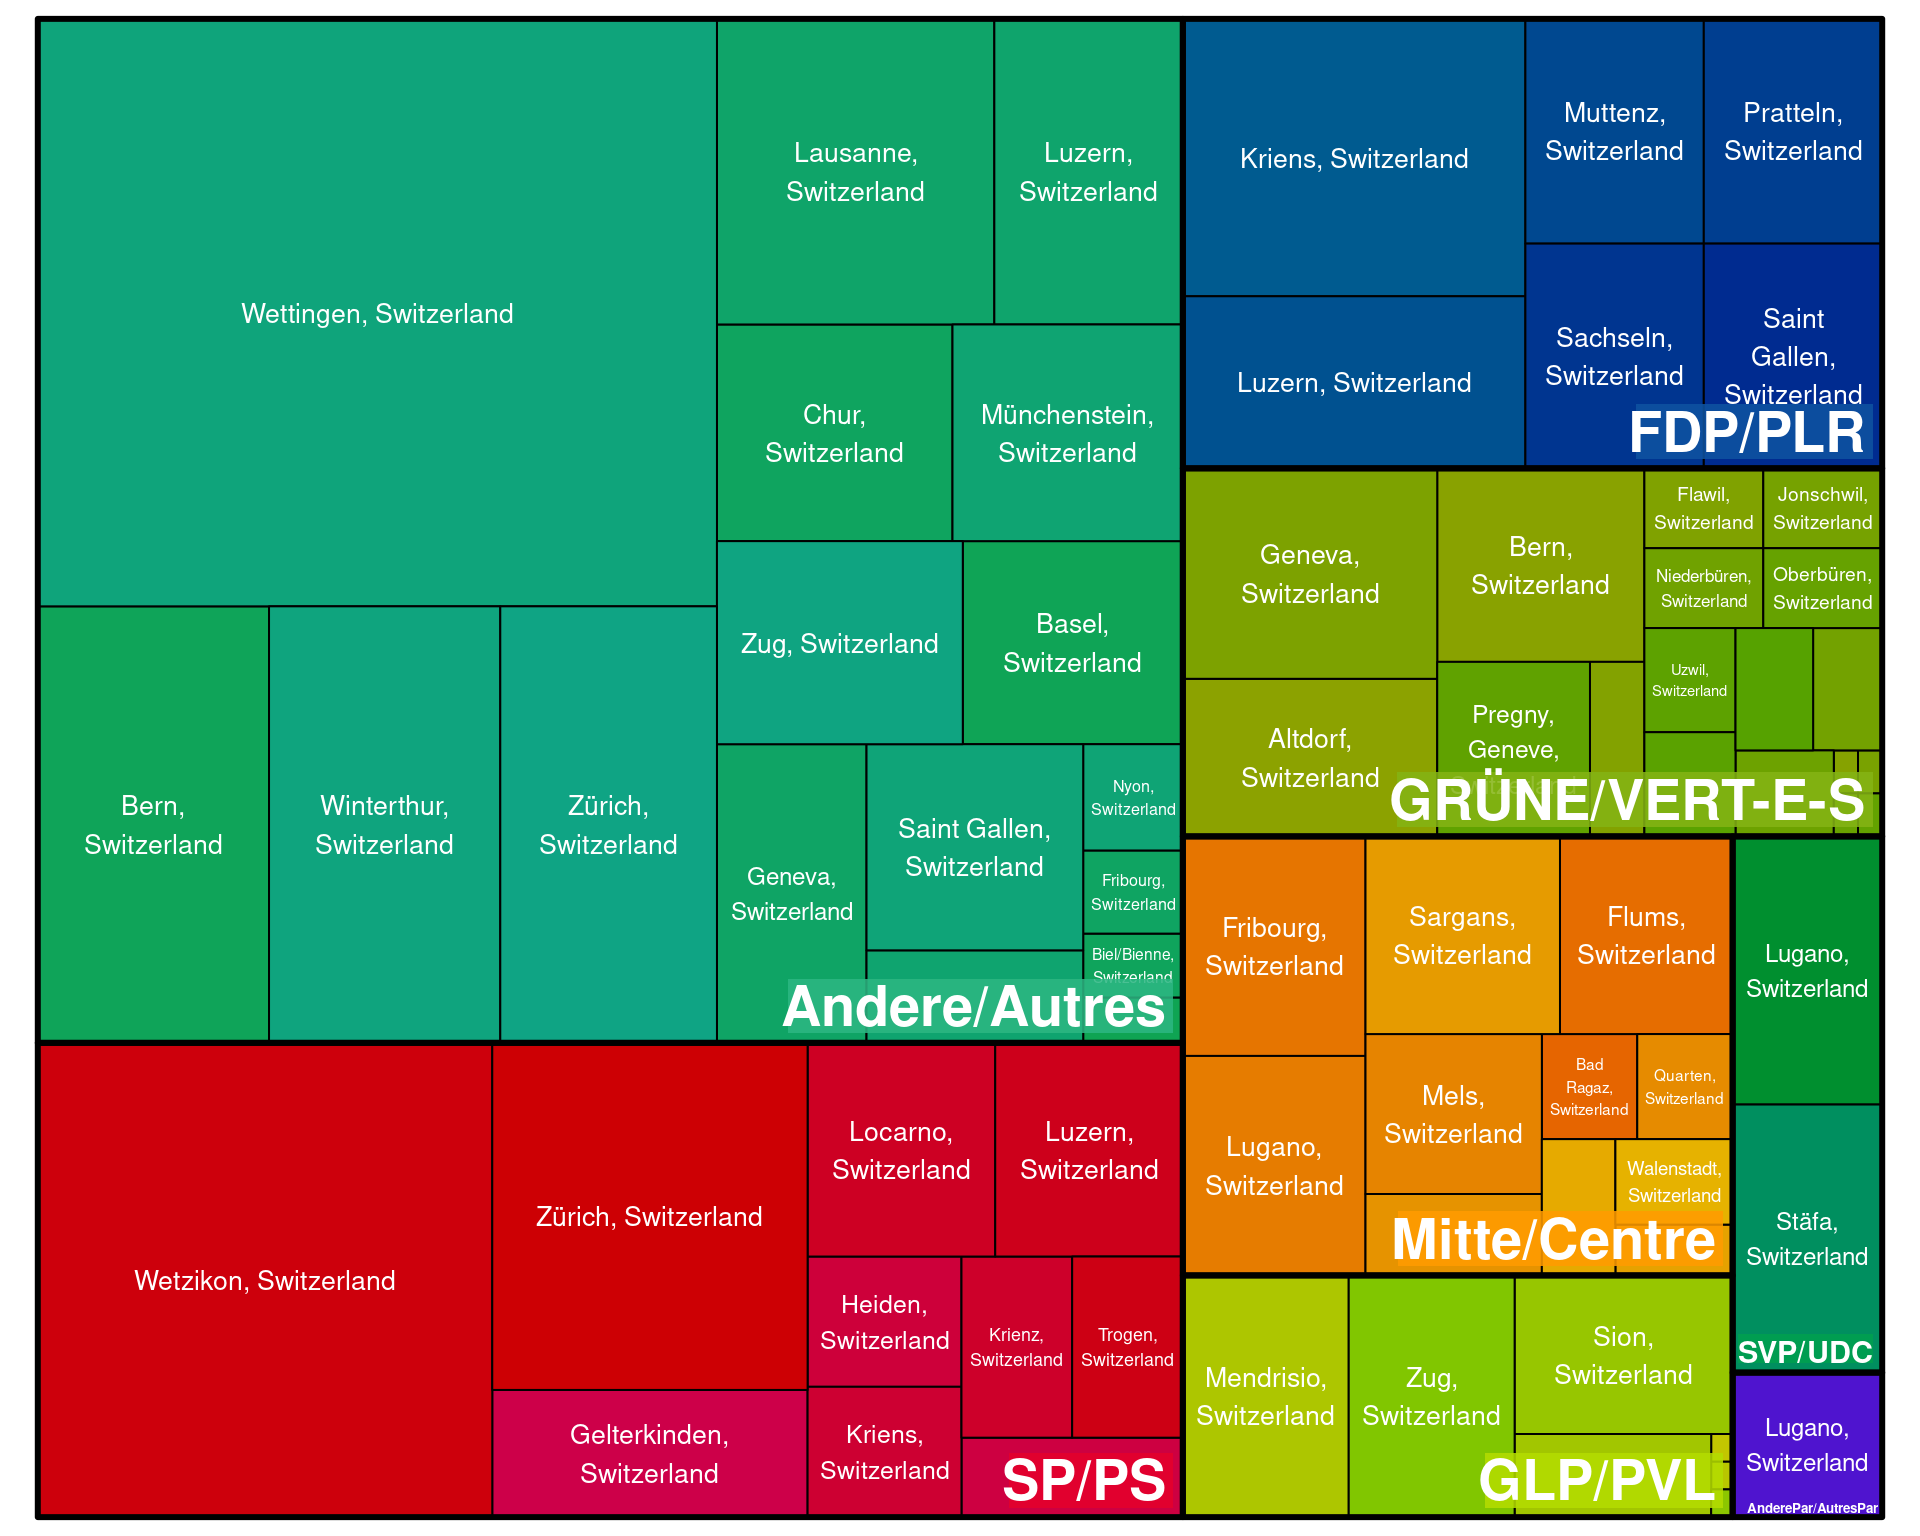 Wettingen, Switzerland
Lausanne,
Switzerland
Luzern,
Switzerland
Chur,
Switzerland
Münchenstein,
Switzerland
Zug, Switzerland
Basel,
Switzerland
Bern,
Switzerland
Winterthur,
Switzerland
Zürich,
Switzerland
Geneva,
Switzerland
Saint Gallen,
Switzerland
Nyon,
Switzerland
Fribourg,
Switzerland
Biel/Bienne,
Switzerland
Andere/Autres
Wetzikon, Switzerland
Zürich, Switzerland
Gelterkinden,
Switzerland
Locarno,
Switzerland
Luzern,
Switzerland
Heiden,
Switzerland
Krienz,
Switzerland
Trogen,
Switzerland
Kriens,
Switzerland
SP/PS
Kriens, Switzerland
Luzern, Switzerland
Muttenz,
Switzerland
Pratteln,
Switzerland
Sachseln,
Switzerland
Saint
Gallen,
Switzerland
FDP/PLR
Geneva,
Switzerland
Altdorf,
Switzerland
Bern,
Switzerland
Pregny,
Geneve,
Switzerland
Flawil,
Switzerland
Jonschwil,
Switzerland
Niederbüren,
Switzerland
Oberbüren,
Switzerland
Uzwil,
Switzerland
GRÜNE/VERT-E-S
Fribourg,
Switzerland
Lugano,
Switzerland
Sargans,
Switzerland
Flums,
Switzerland
Mels,
Switzerland
Bad
Ragaz,
Switzerland
Quarten,
Switzerland
Walenstadt,
Switzerland
Mitte/Centre
Lugano,
Switzerland
Stäfa,
Switzerland
SVP/UDC
Mendrisio,
Switzerland
Zug,
Switzerland
Sion,
Switzerland
GLP/PVL
Lugano,
Switzerland
AnderePar/AutresPar